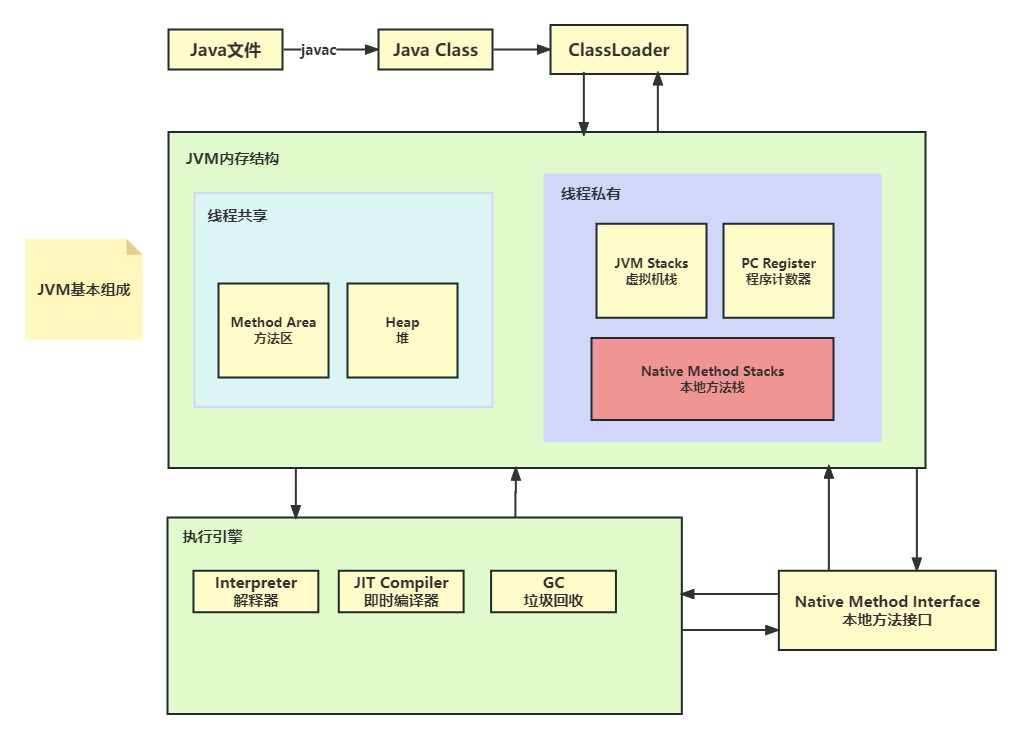 Java文件
javac
Java Class
ClassLoader
JVM内存结构
线程共享
线程私有
JVM Stacks
虚拟机栈
PC Register
程序计数器
JVM基本组成
Method Area
方法区
Heap
堆
Native Method Stacks
本地方法栈
执行引擎
Interpreter
解释器
JIT Compiler
即时编译器
GC
垃圾回收
Native Method Interface
本地方法接口